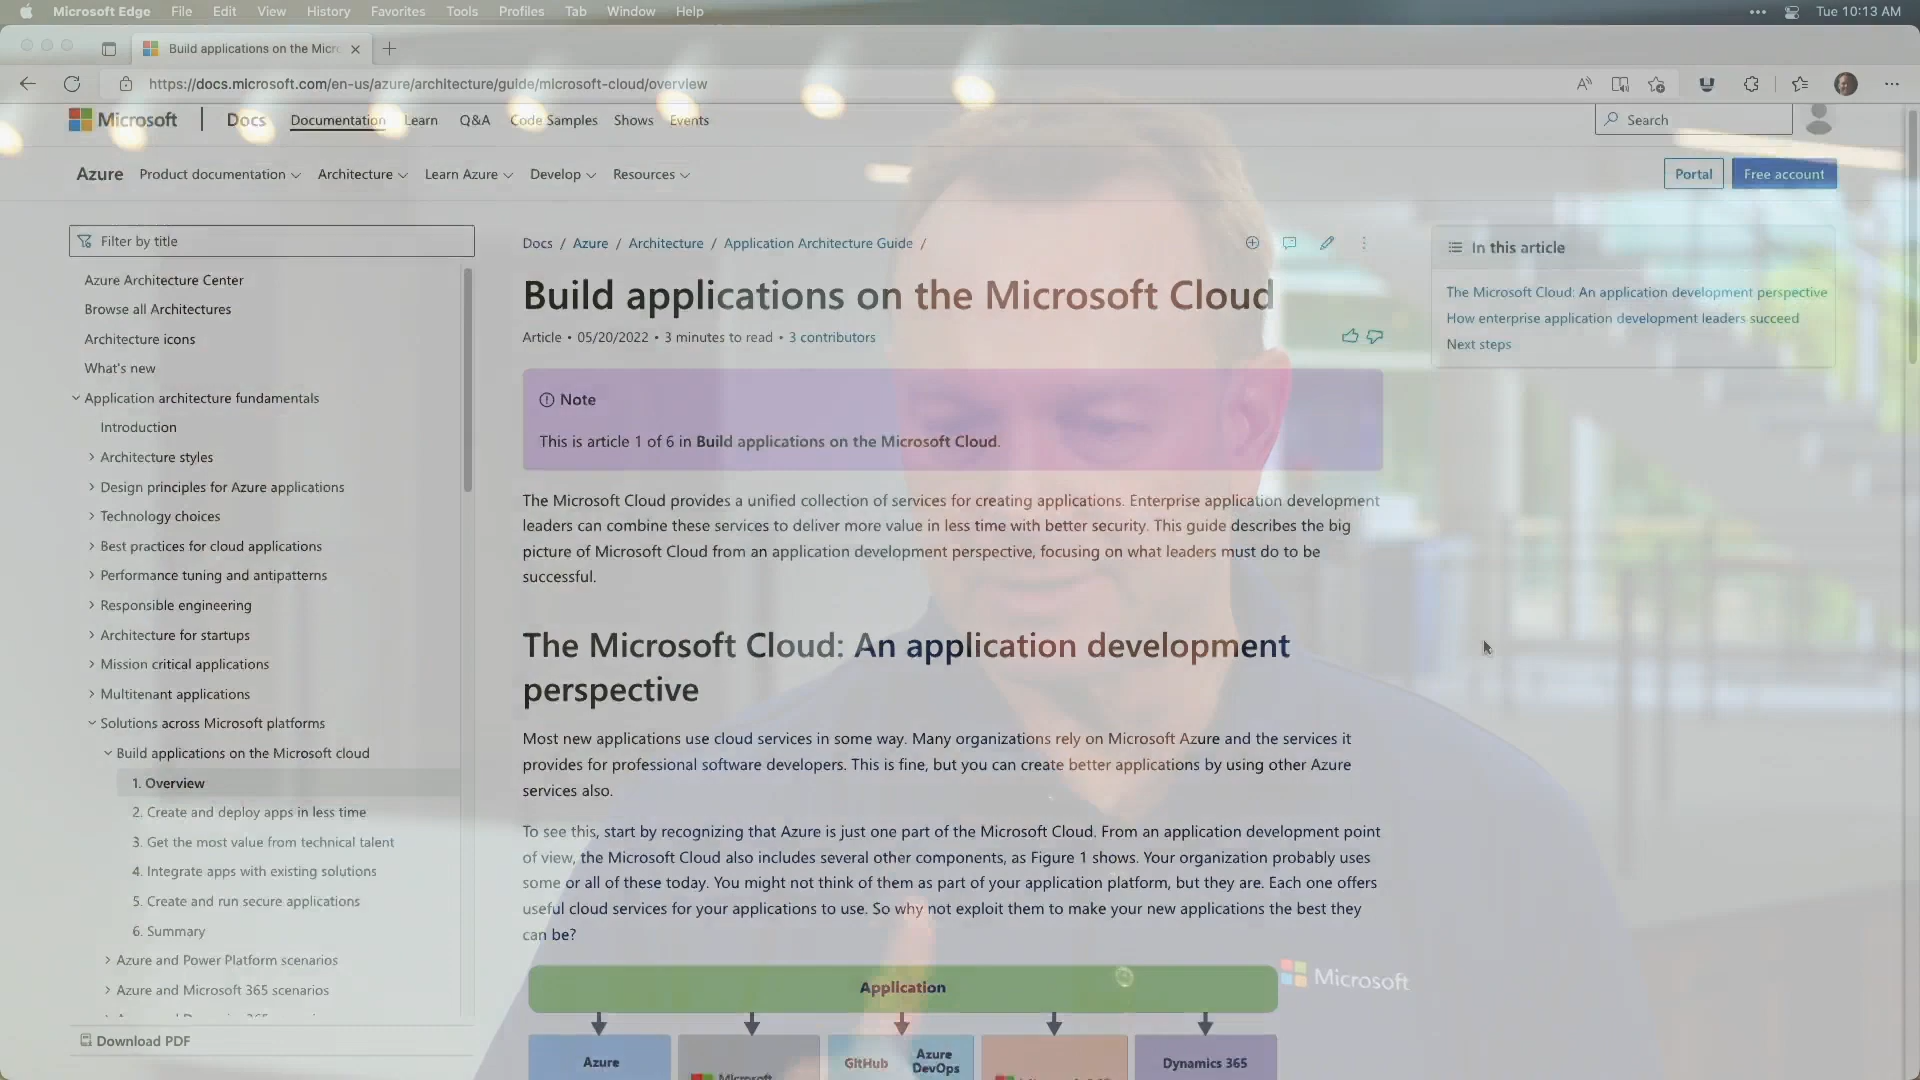 Microsoft Edge File Edit View History Favorites Tools Profiles Tab Window Help
Tue 10:13 AM
Build applications on the Micr
https://docs.microsoft.com/en-us/azure/architecture/guide/microsoft-cloud/overview
Microsoft Docs Documentation Learn Q&A Code Samples Shows Events
Search
Azure Product documentation Architecture Learn Azure Develop Resources
Portal Free account
Filter by title
Azure Architecture Center
Browse all Architectures
Architecture icons
What's new
Application architecture fundamentals
Introduction
Architecture styles
Design principles for Azure applications
Technology choices
Best practices for cloud applications
Performance tuning and antipatterns
Responsible engineering
Architecture for startups
Mission critical applications
Multitenant applications
Solutions across Microsoft platforms
Build applications on the Microsoft cloud
1. Overview
2. Create and deploy apps in less time
3. Get the most value from technical talent
4. Integrate apps with existing solutions
5. Create and run secure applications
6. Summary
Azure and Power Platform scenarios
Azure and Microsoft 365 scenarios
Download PDF
Docs / Azure / Architecture / Application Architecture Guide /
Build applications on the Microsoft Cloud
Article • 05/20/2022 • 3 minutes to read • 3 contributors
Note
This is article 1 of 6 in Build applications on the Microsoft Cloud.
The Microsoft Cloud provides a unified collection of services for creating applications. Enterprise application development
leaders can combine these services to deliver more value in less time with better security. This guide describes the big
picture of Microsoft Cloud from an application development perspective, focusing on what leaders must do to be
successful.
The Microsoft Cloud: An application development
perspective
Most new applications use cloud services in some way. Many organizations rely on Microsoft Azure and the services it
provides for professional software developers. This is fine, but you can create better applications by using other Azure
services also.
To see this, start by recognizing that Azure is just one part of the Microsoft Cloud. From an application development point
of view, the Microsoft Cloud also includes several other components, as Figure 1 shows. Your organization probably uses
some or all of these today. You might not think of them as part of your application platform, but they are. Each one offers
useful cloud services for your applications to use. So why not exploit them to make your new applications the best they
can be?
Application
Azure
Microsoft
GitHub
Azure
DevOps
Dynamics 365
In this article
The Microsoft Cloud: An application development perspective
How enterprise application development leaders succeed
Next steps
Microsoft